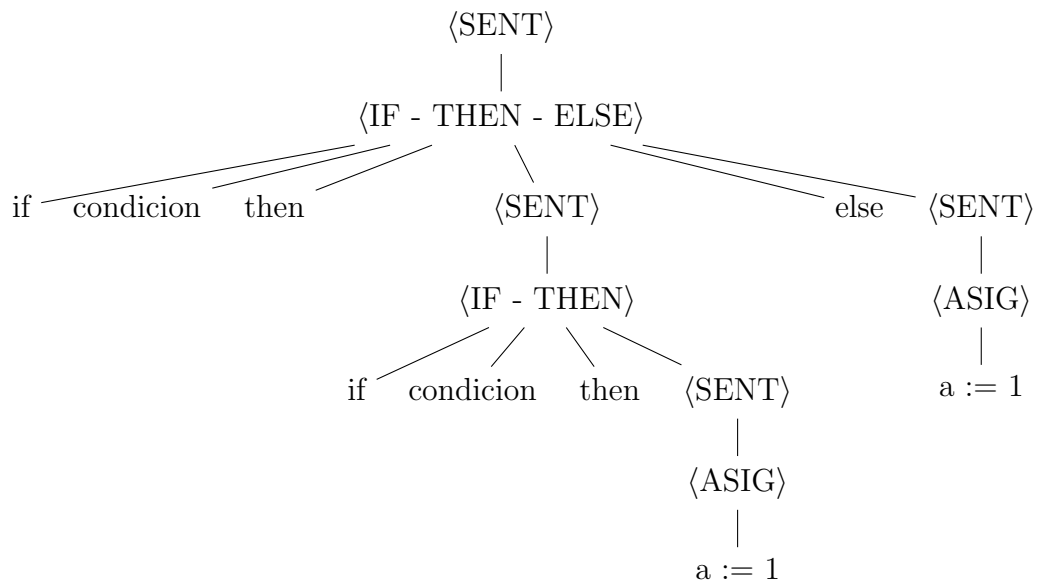 ⟨SENT⟩
⟨IF - THEN - ELSE⟩
if condicion then ⟨SENT⟩ else ⟨SENT⟩
⟨IF - THEN⟩ ⟨ASIG⟩
if condicion then ⟨SENT⟩ a := 1
⟨ASIG⟩
a := 1